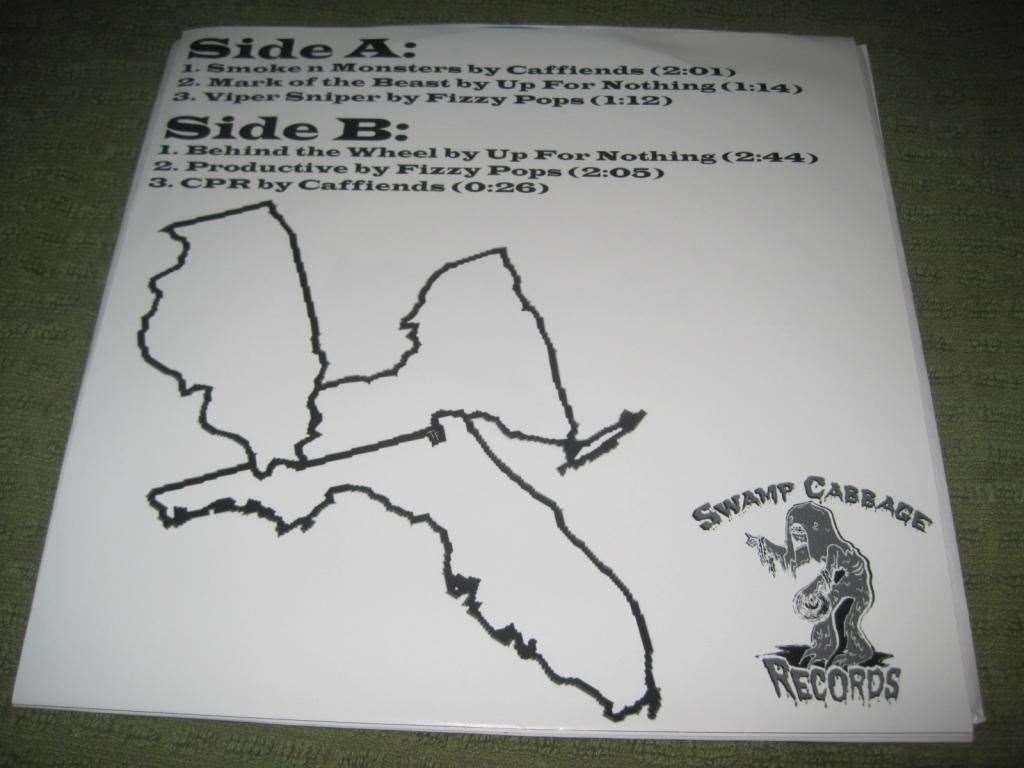 Side A:
1. Smoke n Monsters by Caffiends (2:01)
2. Mark of the Beast by Up For Nothing (1:14)
3. Viper Sniper by Fizzy Pops (1:12)
Side B:
1. Behind the Wheel by Up For Nothing (2:44)
2. Productive by Fizzy Pops (2:05)
3. CPR by Caffiends (0:26)
Swamp Cabbage
Records